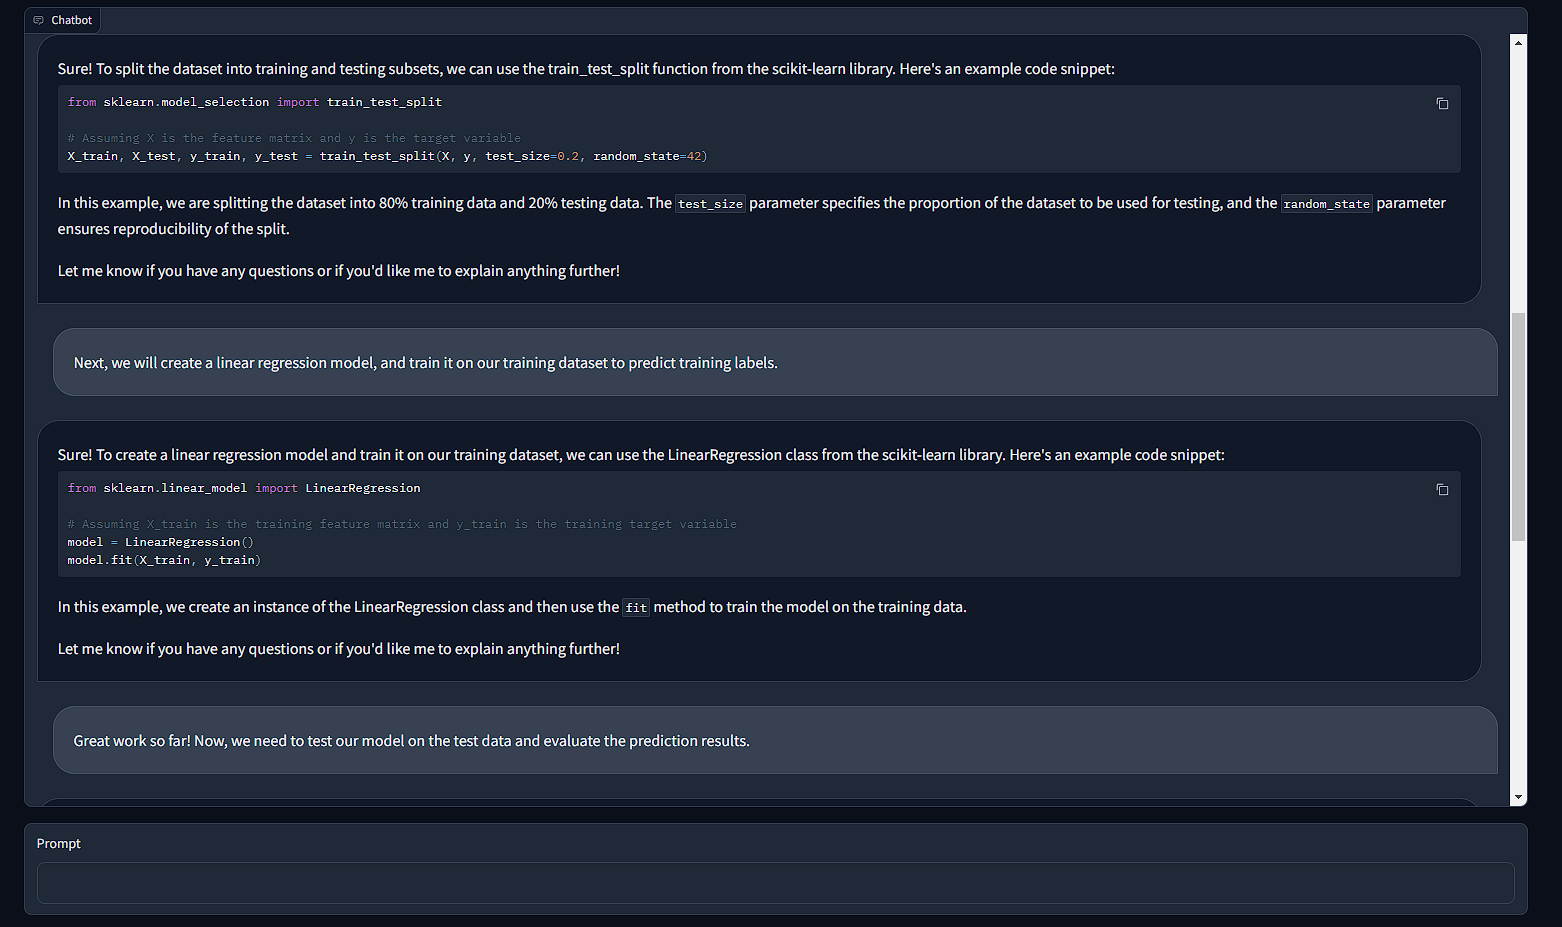 Chatbot
Sure! To split the dataset into training and testing subsets, we can use the train_test_split function from the scikit-learn library. Here's an example code snippet:
from sklearn.model_selection import train_test_split
# Assuming X is the feature matrix and y is the target variable
X_train, X_test, y_train, y_test = train_test_split(X, y, test_size=0.2, random_state=42)
In this example, we are splitting the dataset into 80% training data and 20% testing data. The test_size parameter specifies the proportion of the dataset to be used for testing, and the random_state parameter
ensures reproducibility of the split.
Let me know if you have any questions or if you'd like me to explain anything further!
Next, we will create a linear regression model, and train it on our training dataset to predict training labels.
Sure! To create a linear regression model and train it on our training dataset, we can use the LinearRegression class from the scikit-learn library. Here's an example code snippet:
from sklearn.linear_model import LinearRegression
# Assuming X_train is the training feature matrix and y_train is the training target variable
model = LinearRegression()
model.fit(X_train, y_train)
In this example, we create an instance of the LinearRegression class and then use the fit method to train the model on the training data.
Let me know if you have any questions or if you'd like me to explain anything further!
Great work so far! Now, we need to test our model on the test data and evaluate the prediction results.
Prompt